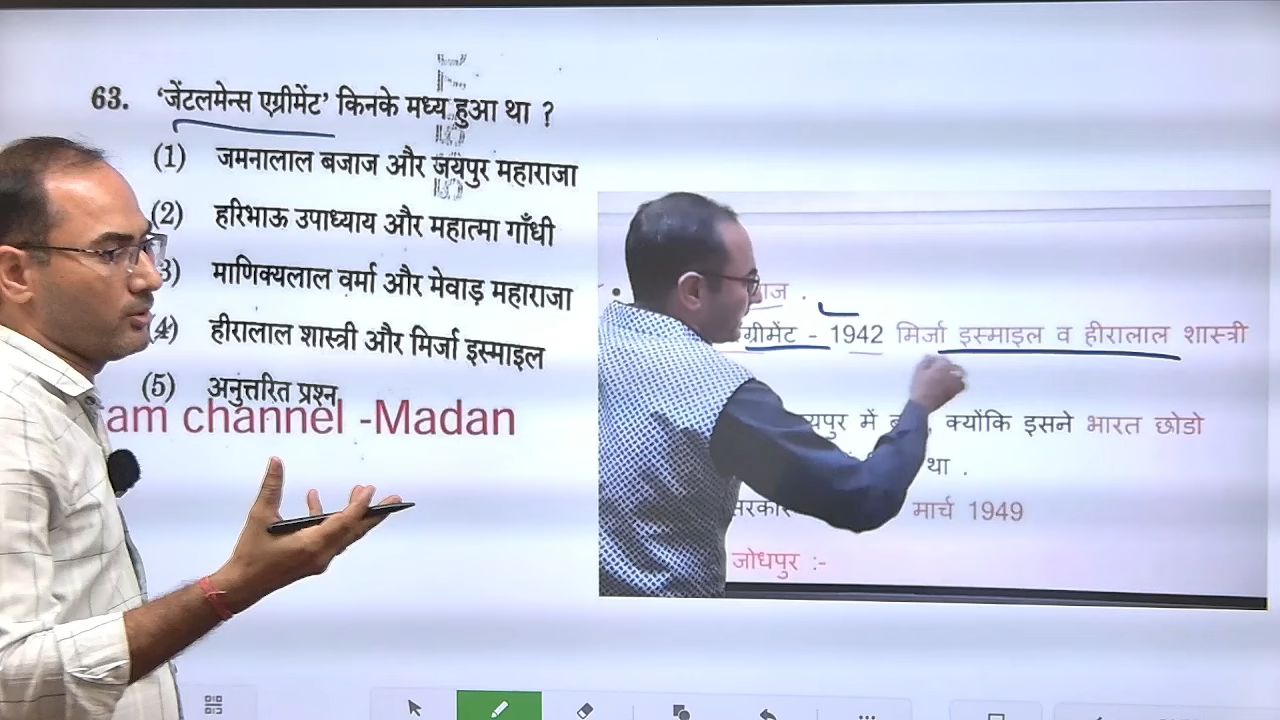 63. 'जेंटलमेन्स एग्रीमेंट' किनके मध्य हुआ था ?
(1) जमनालाल बजाज और जयपुर महाराजा
(2) हरिभाऊ उपाध्याय और महात्मा गाँधी
3) माणिक्यलाल वर्मा और मेवाड़ महाराजा
(4) हीरालाल शास्त्री और मिर्जा इस्माइल
(5) अनुत्तरित प्रश्न
am channel -Madan
ाज .
ग्रीमेंट - 1942 मिर्जा इस्माइल व हीरालाल शास्त्री
यपुर में क्योंकि इसने भारत छोडो
था .
सरकार मार्च 1949
जोधपुर :-